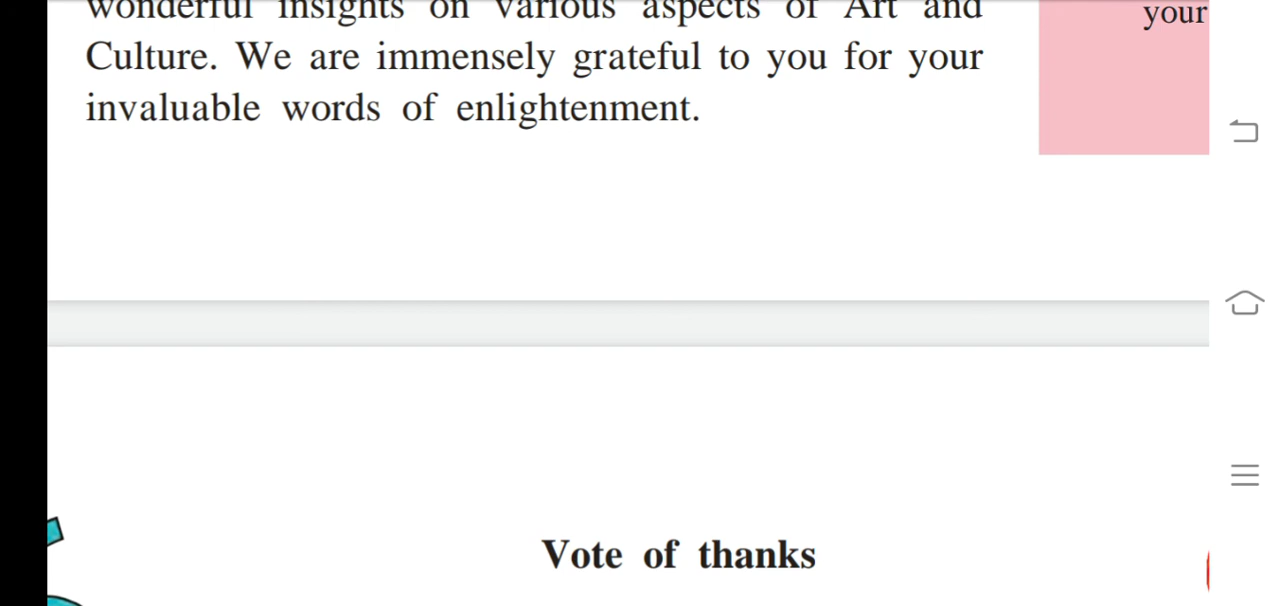 wonderful insights on various aspects of Art and
Culture. We are immensely grateful to you for your
invaluable words of enlightenment.
your
Vote of thanks